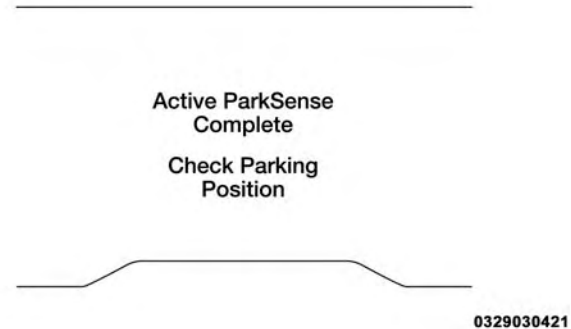 Active ParkSense
Complete
Check Parking
Position
0329030421